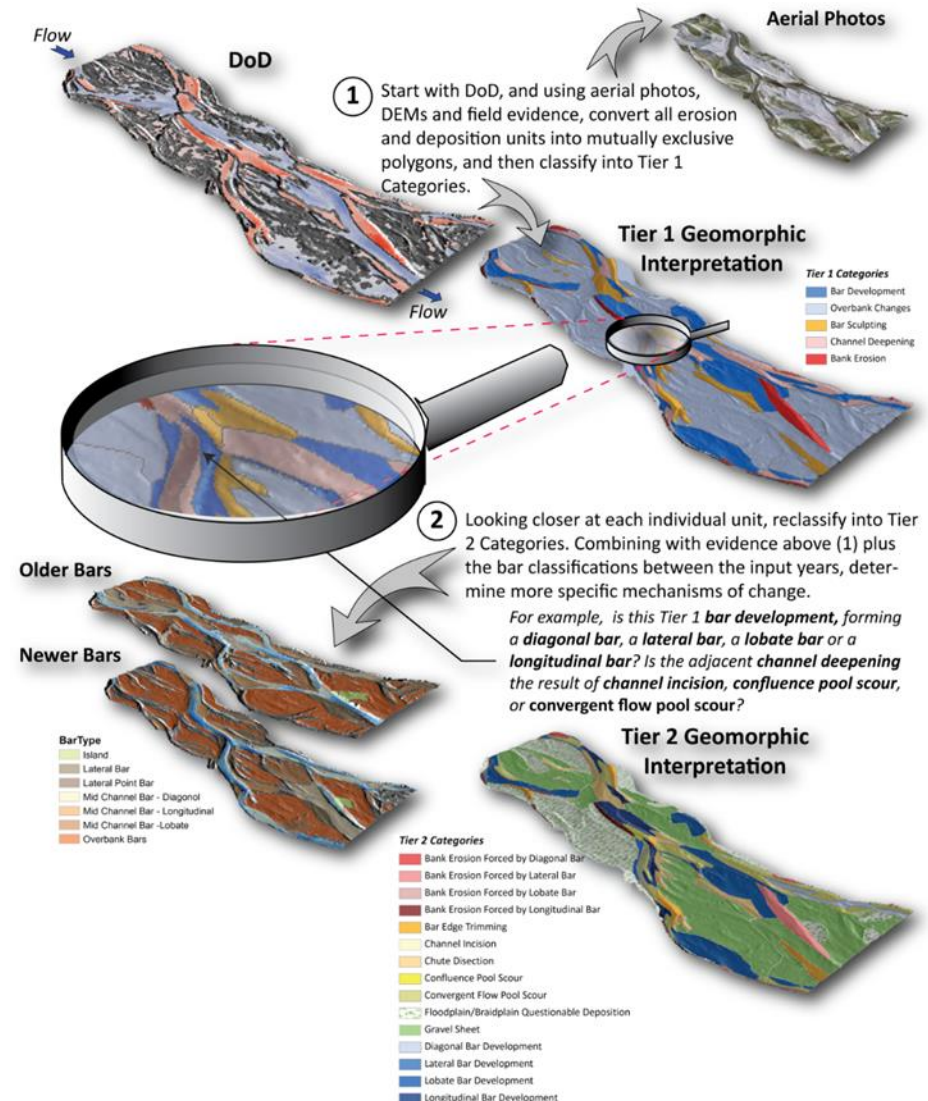 Aerial Photos
Flow
DoD
1
Start with DoD, and using aerial photos,
DEMs and field evidence, convert all erosion
and deposition units into mutually exclusive
polygons, and then classify into Tier 1
Categories.
Tier 1 Geomorphic
Interpretation
Tier 1 Categories
Bar Development
Overbank Changes
Bar Sculpting
Channel Deepening
Bank Erosion
Flow
2
Looking closer at each individual unit, reclassify into Tier
2 Categories. Combining with evidence above (1) plus
the bar classifications between the input years, deter-
mine more specific mechanisms of change.
For example, is this Tier 1 bar development, forming
a diagonal bar, a lateral bar, a lobate bar or a
longitudinal bar? Is the adjacent channel deepening
the result of channel incision, confluence pool scour,
or convergent flow pool scour?
Older Bars
Newer Bars
BarType
Island
Lateral Bar
Lateral Point Bar
Mid Channel Bar - Diagonol
Mid Channel Bar - Longitudinal
Mid Channel Bar -Lobate
Overbank Bars
Tier 2 Geomorphic
Interpretation
Tier 2 Categories
Bank Erosion Forced by Diagonal Bar
Bank Erosion Forced by Lateral Bar
Bank Erosion Forced by Lobate Bar
Bank Erosion Forced by Longitudinal Bar
Bar Edge Trimming
Channel Incision
Chute Disection
Confluence Pool Scour
Convergent Flow Pool Scour
Floodplain/Braidplain Questionable Deposition
Gravel Sheet
Diagonal Bar Development
Lateral Bar Development
Lobate Bar Development
Longitudinal Bar Development